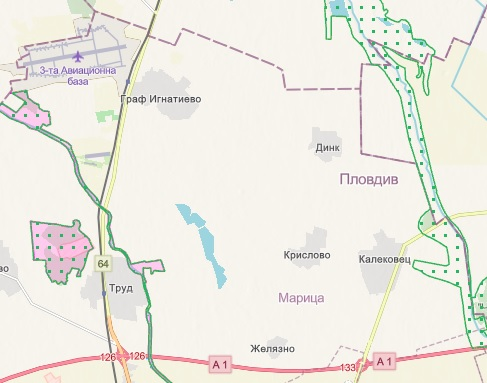 3-та Авиационна
база
Граф Игнатиево
Динк
Пловдив
Крислово
Калековец
64
Труд
Марица
Желязно
126
126
А 1
133
А 1